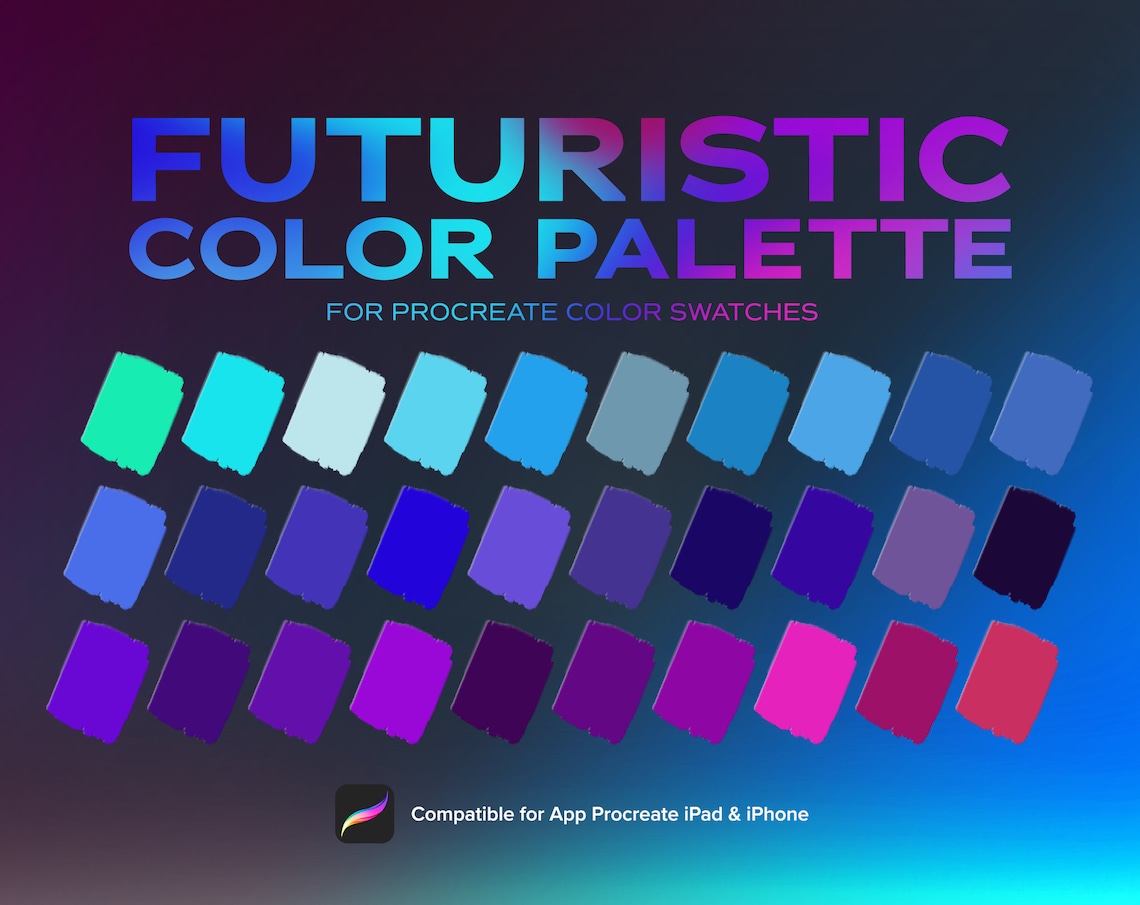 FUTURISTIC
COLOR PALETTE
FOR PROCREATE COLOR SWATCHES
Compatible for App Procreate iPad & iPhone